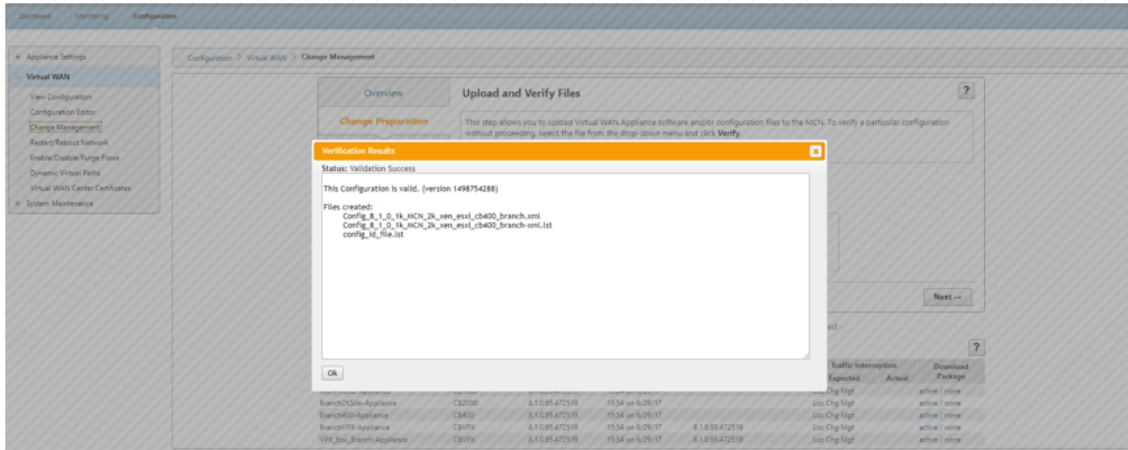 Dashboard Monitoring Configuration
Appliance Settings
Virtual WAN
View Configuration
Configuration Editor
Change Management
Restart/Reboot Network
Enable/Disable/Purge Flows
Dynamic Virtual Paths
Virtual WAN Center Certificates
System Maintenance
Configuration > Virtual WAN > Change Management
Overview
Change Preparation
Upload and Verify Files
?
This step allows you to upload Virtual WAN Appliance software and/or configuration files to the MCN. To verify a particular configuration
without proceeding, select the file from the drop-down menu and click Verify.
Verification Results
Status: Validation Success
This Configuration is valid. (version 1498754288)
Files created:
Config_8_1_0_1k_MCN_2k_xen_esxi_cb400_branch.xml
Config_8_1_0_1k_MCN_2k_xen_esxi_cb400_branch-xml.lst
config_id_file.lst
Ok
Next →
?
Traffic Interruption Download
Expected Actual Package
Loc Chg Mgt active / none
Branch2KSite-Appliance CB2000 8.1.0.95.472519 15:54 on 6/29/17 Loc Chg Mgt active / none
Branch400-Appliance CB400 8.1.0.95.472519 15:54 on 6/29/17 Loc Chg Mgt active / none
BranchVPX-Appliance CBVPX 8.1.0.95.472519 15:54 on 6/29/17 8.1.0.95.472519 Loc Chg Mgt active / none
VPX_Esxi_Branch-Appliance CBVPX 8.1.0.95.472519 15:54 on 6/29/17 Loc Chg Mgt active / none